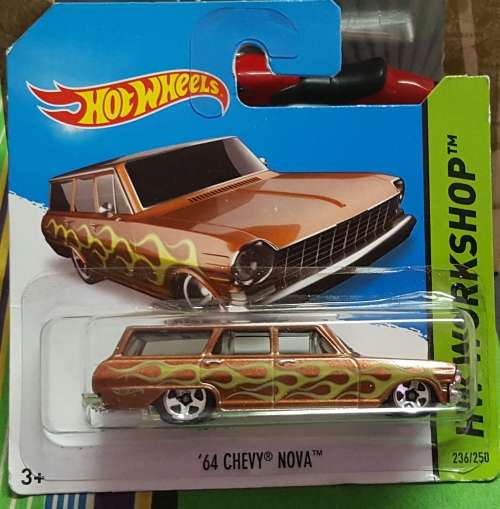 HOT WHEELS
HW WORKSHOP™
'64 CHEVY® NOVA™
3+
236/250